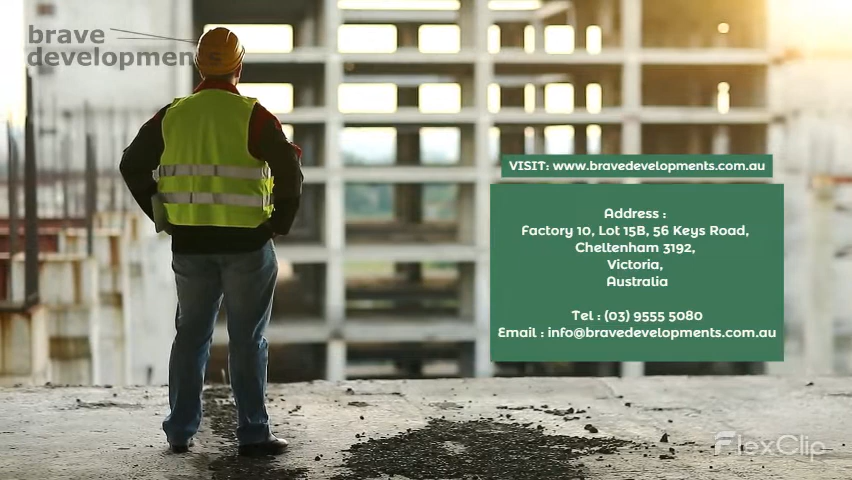 brave
developments
VISIT: www.bravedevelopments.com.au
Address :
Factory 10, Lot 15B, 56 Keys Road,
Cheltenham 3192,
Victoria,
Australia
Tel : (03) 9555 5080
Email : info@bravedevelopments.com.au
FlexClip